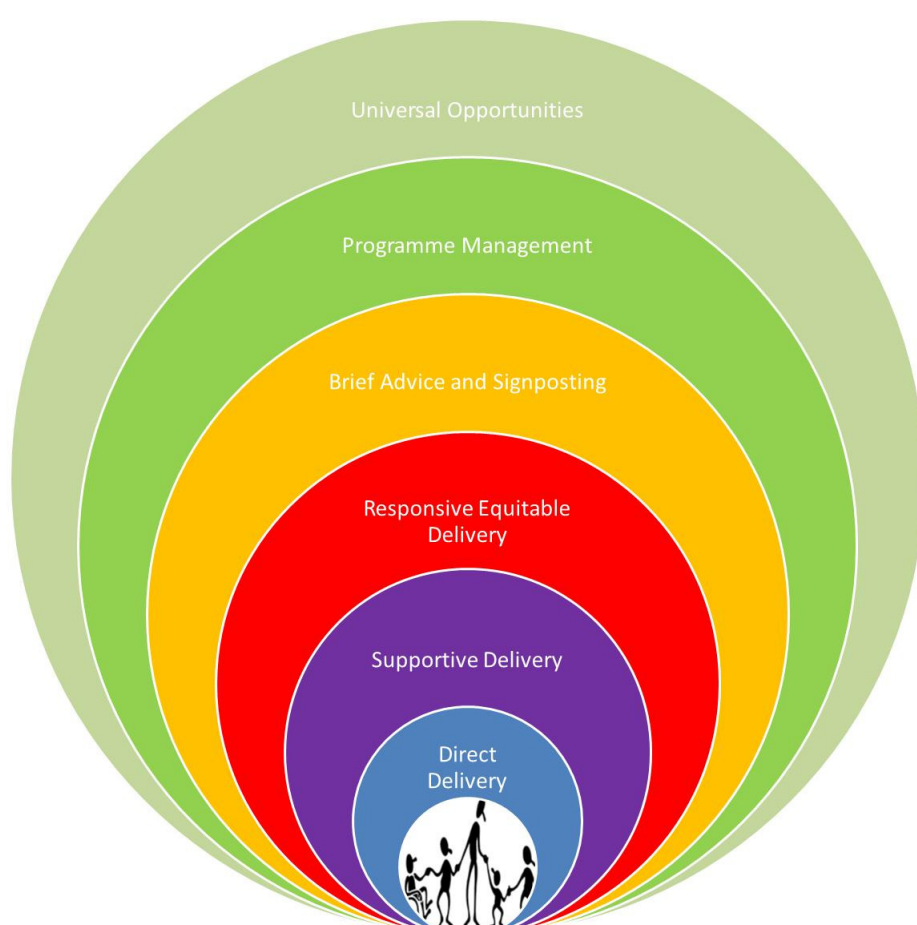 Universal Opportunities
Programme Management
Brief Advice and Signposting
Responsive Equitable
Delivery
Supportive Delivery
Direct
Delivery